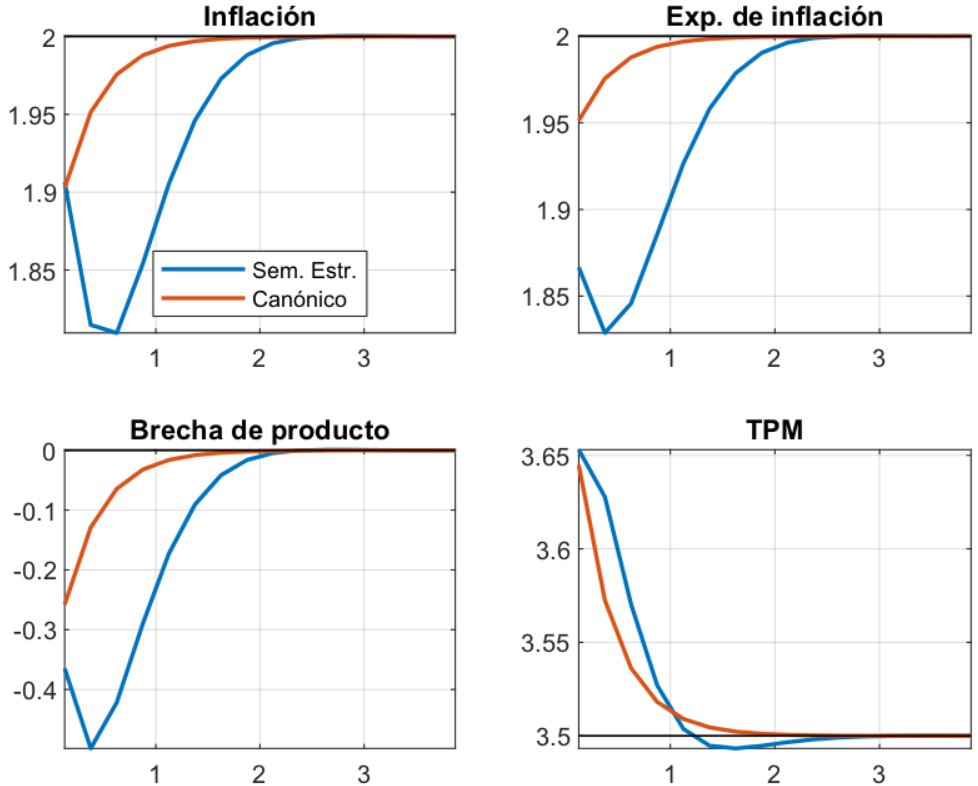 Inflación
2
1.95
1.9
1.85
Sem. Estr.
Canónico
1 2 3
Exp. de inflación
2
1.95
1.9
1.85
1 2 3
Brecha de producto
0
-0.1
-0.2
-0.3
-0.4
1 2 3
TPM
3.65
3.6
3.55
3.5
1 2 3